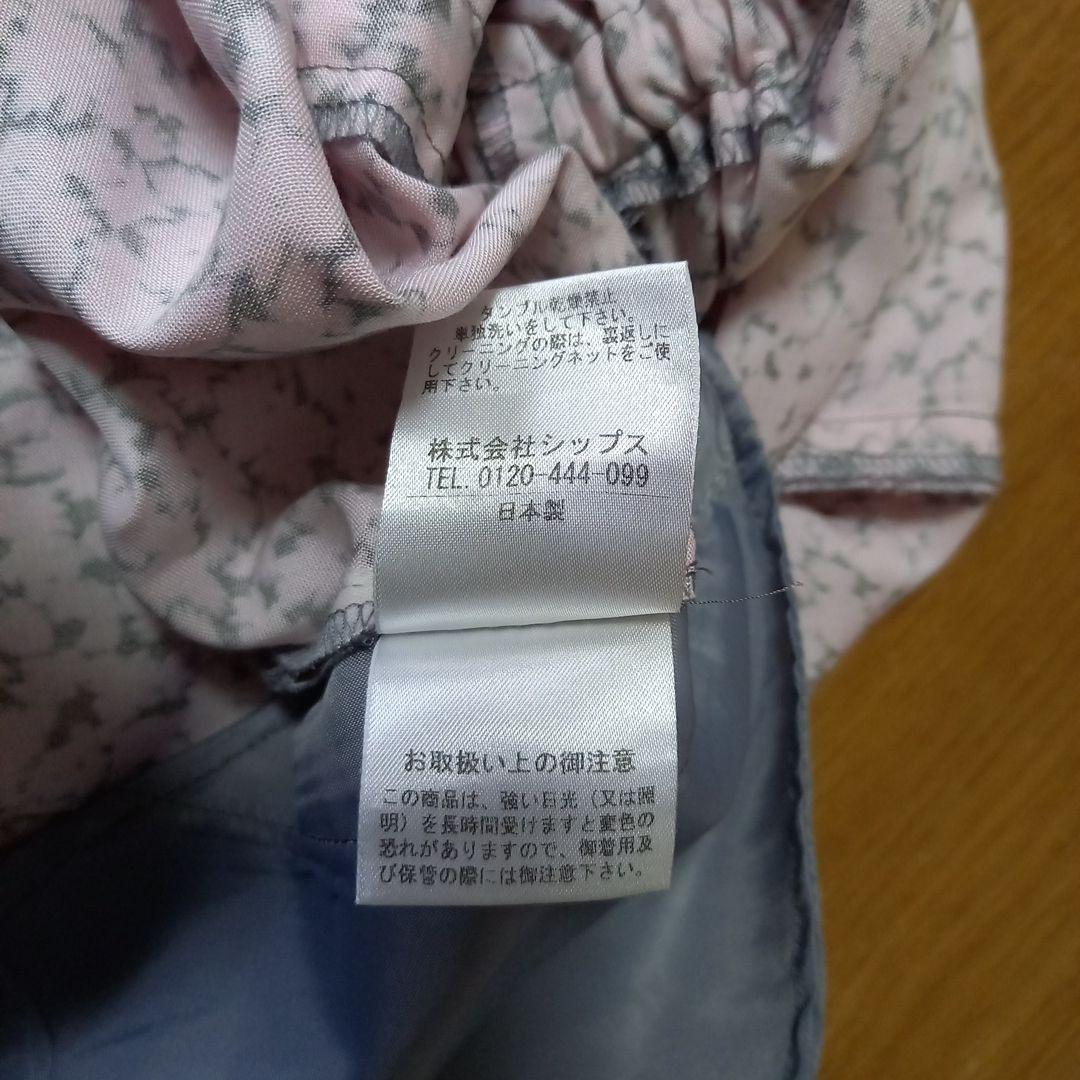 タンブル乾燥禁止
単独洗いをして下さい。
クリーニングの際は、裏返しに
してクリーニングネットをご使
用下さい。
株式会社シップス
TEL. 0120-444-099
日本製
お取扱い上の御注意
この商品は、強い日光（又は照
明）を長時間受けますと変色の
恐れがありますので、御着用及
び保管の際には御注意下さい。